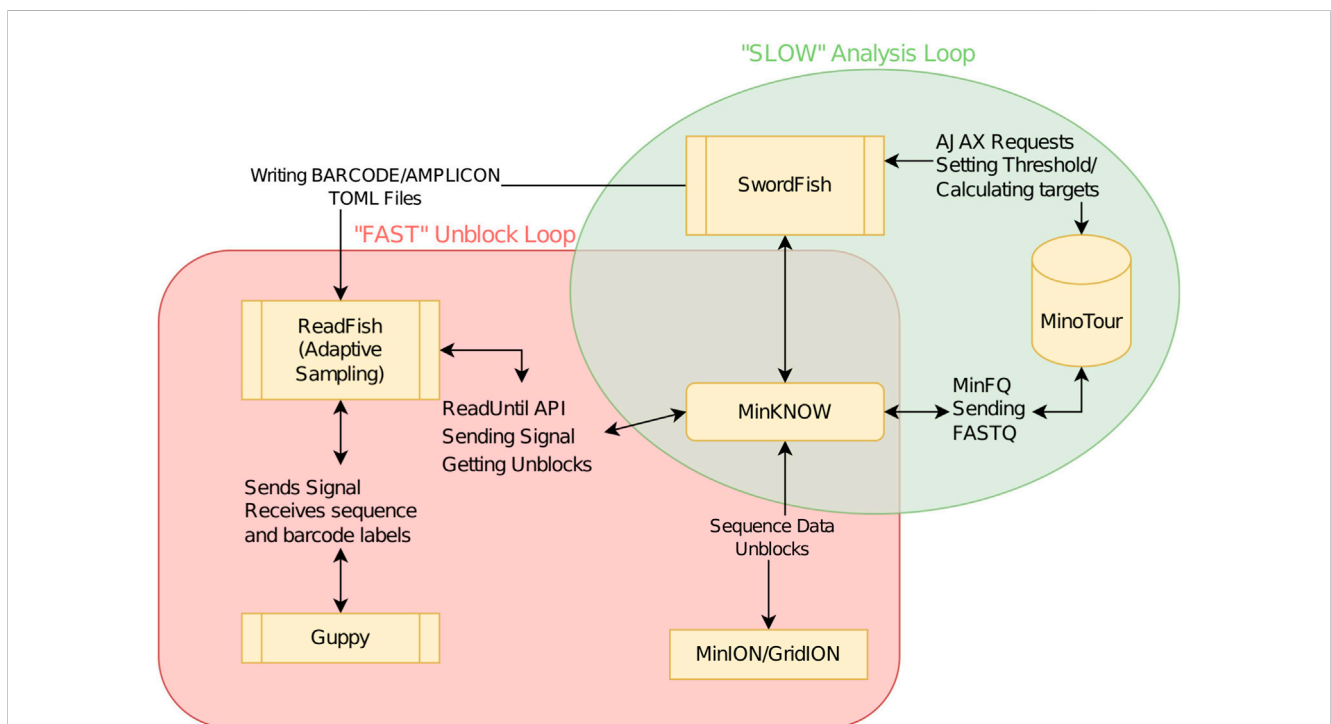 "SLOW" Analysis Loop
AJAX Requests
Setting Threshold/
Calculating targets
SwordFish
Writing BARCODE/AMPLICON
TOML Files
"FAST" Unblock Loop
MinoTour
ReadFish
(Adaptive
Sampling)
ReadUntil API
Sending Signal
Getting Unblocks
MinKNOW
MinFQ
Sending
FASTQ
Sends Signal
Receives sequence
and barcode labels
Sequence Data
Unblocks
Guppy
MinION/GridION